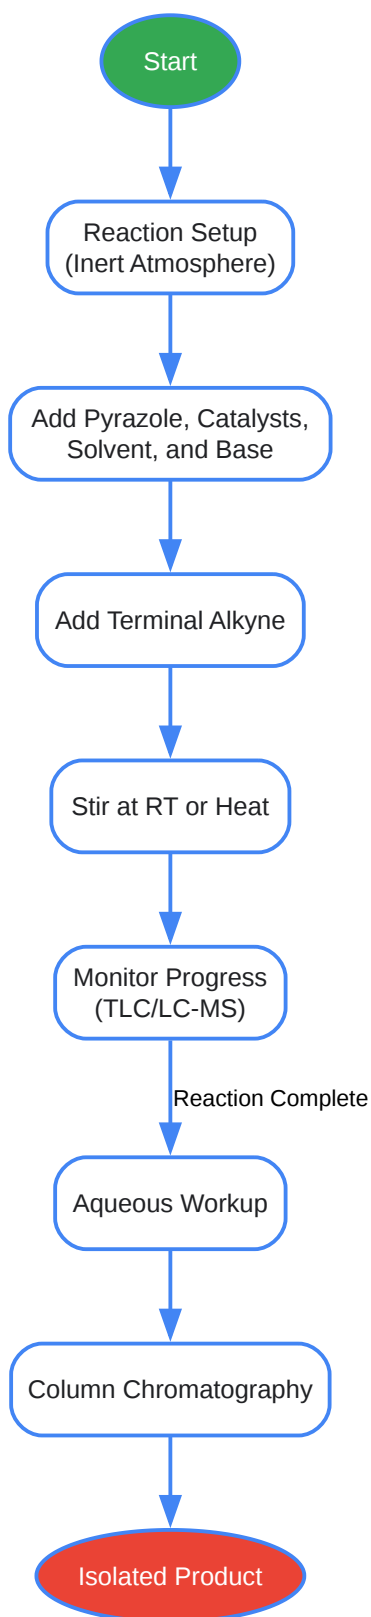 Start
Reaction Setup
(Inert Atmosphere)
Add Pyrazole, Catalysts,
Solvent, and Base
Add Terminal Alkyne
Stir at RT or Heat
Monitor Progress
(TLC/LC-MS)
Reaction Complete
Aqueous Workup
Column Chromatography
Isolated Product